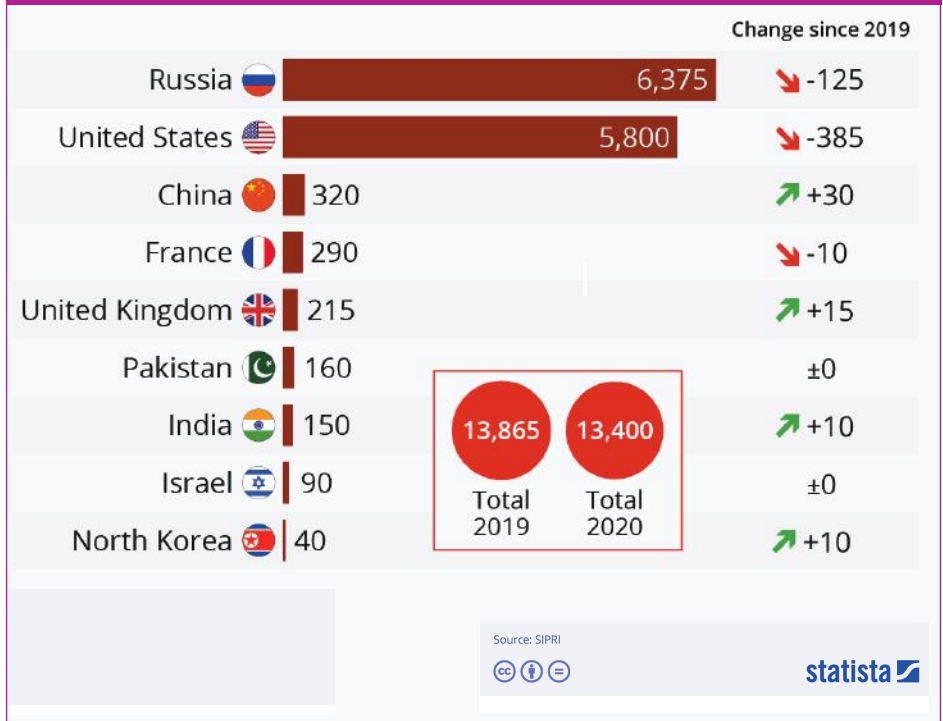 Change since 2019
Russia 6,375 -125
United States 5,800 -385
China 320 +30
France 290 -10
United Kingdom 215 +15
Pakistan 160 ±0
India 150 +10
Israel 90 ±0
North Korea 40 +10
13,865 13,400
Total Total
2019 2020
Source: SIPRI
cc
statista